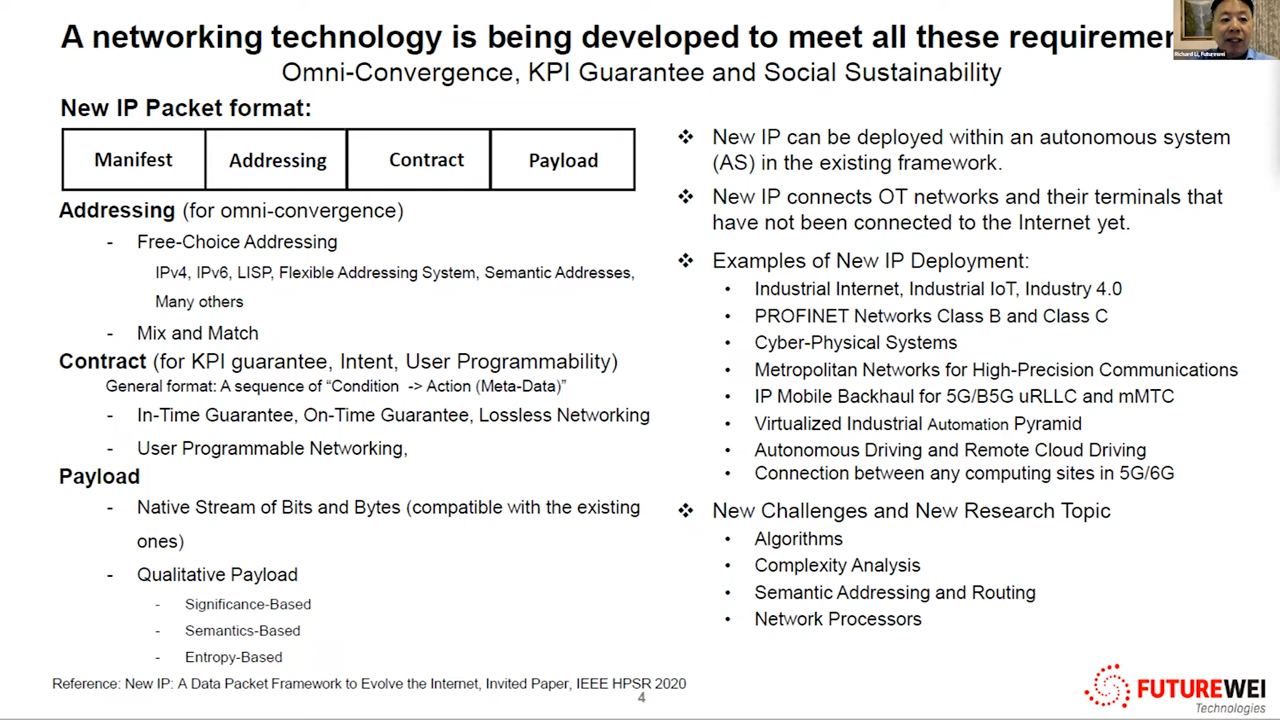 A networking technology is being developed to meet all these requiremen
Omni-Convergence, KPI Guarantee and Social Sustainability
Richard Li, Futurewei
New IP Packet format:
Manifest Addressing Contract Payload
Addressing (for omni-convergence)
- Free-Choice Addressing
IPv4, IPv6, LISP, Flexible Addressing System, Semantic Addresses,
Many others
- Mix and Match
Contract (for KPI guarantee, Intent, User Programmability)
General format: A sequence of “Condition -> Action (Meta-Data)”
- In-Time Guarantee, On-Time Guarantee, Lossless Networking
- User Programmable Networking,
Payload
- Native Stream of Bits and Bytes (compatible with the existing
ones)
- Qualitative Payload
- Significance-Based
- Semantics-Based
- Entropy-Based
❖ New IP can be deployed within an autonomous system
(AS) in the existing framework.
❖ New IP connects OT networks and their terminals that
have not been connected to the Internet yet.
❖ Examples of New IP Deployment:
• Industrial Internet, Industrial IoT, Industry 4.0
• PROFINET Networks Class B and Class C
• Cyber-Physical Systems
• Metropolitan Networks for High-Precision Communications
• IP Mobile Backhaul for 5G/B5G uRLLC and mMTC
• Virtualized Industrial Automation Pyramid
• Autonomous Driving and Remote Cloud Driving
• Connection between any computing sites in 5G/6G
❖ New Challenges and New Research Topic
• Algorithms
• Complexity Analysis
• Semantic Addressing and Routing
• Network Processors
Reference: New IP: A Data Packet Framework to Evolve the Internet, Invited Paper, IEEE HPSR 2020
4
FUTUREWEI
Technologies